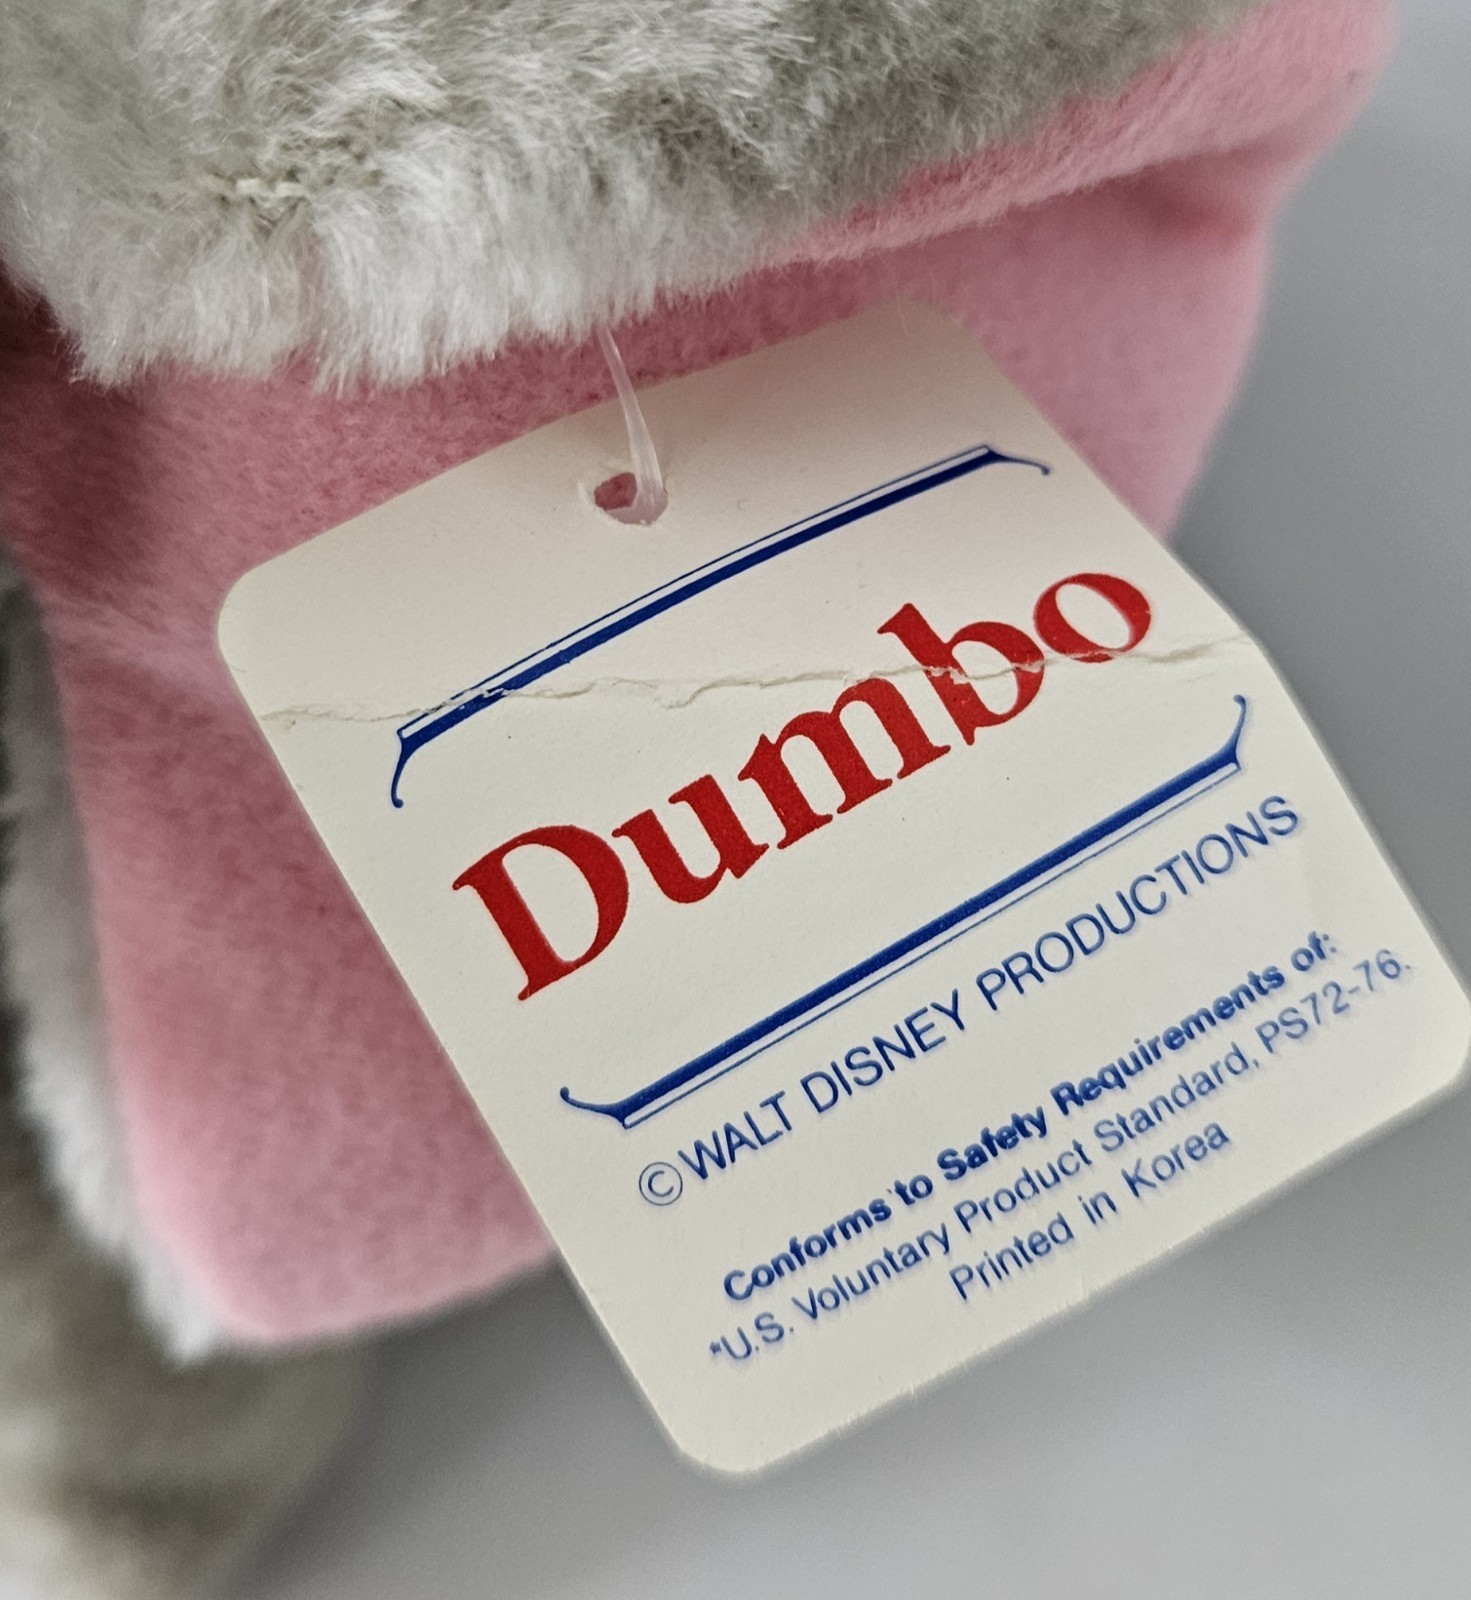 Dumbo
© WALT DISNEY PRODUCTIONS
Conforms to Safety Requirements of:
*U.S. Voluntary Product Standard, PS72-76.
Printed in Korea